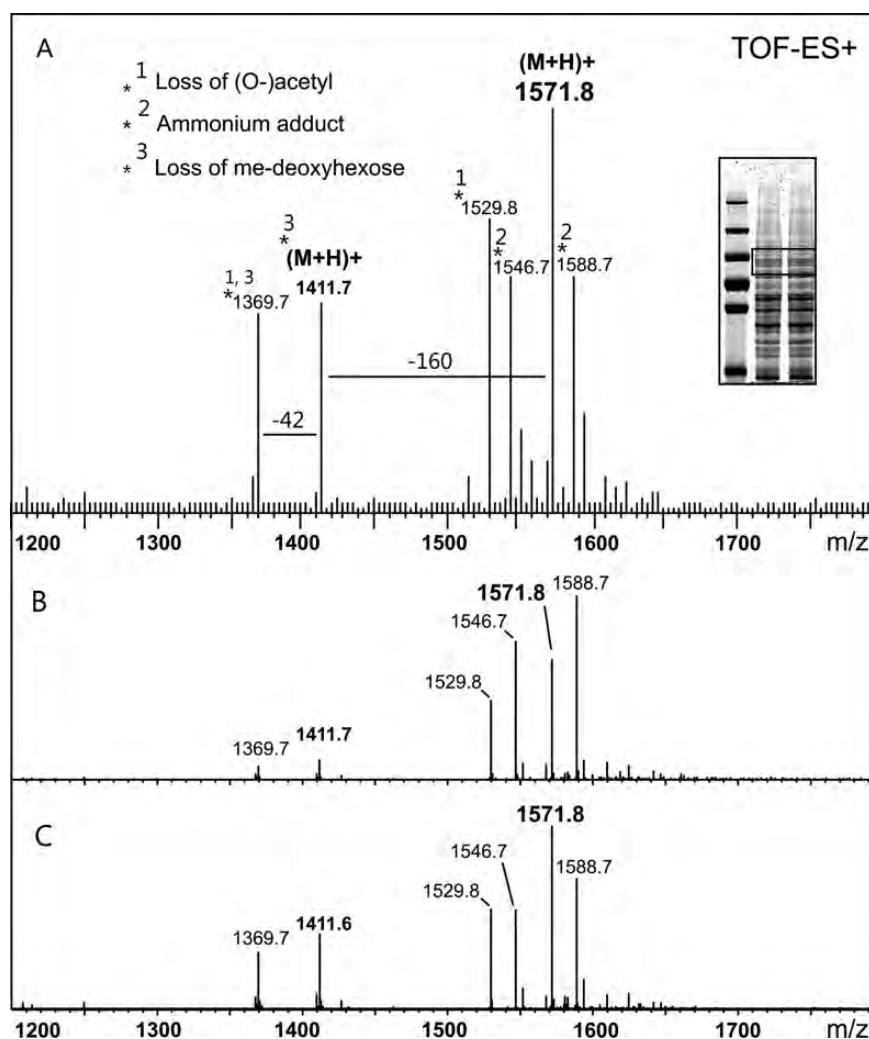 A
TOF-ES+
*1 Loss of (O-)acetyl
*2 Ammonium adduct
*3 Loss of me-deoxyhexose
(M+H)+
1571.8
1
*1529.8
2
*1546.7
2
*1588.7
3
*
(M+H)+
1411.7
1,3
*1369.7
-160
-42
1200 1300 1400 1500 1600 1700 m/z
B
1571.8
1588.7
1546.7
1529.8
1411.7
1369.7
C
1571.8
1546.7
1588.7
1529.8
1411.6
1369.7
1200 1300 1400 1500 1600 1700 m/z